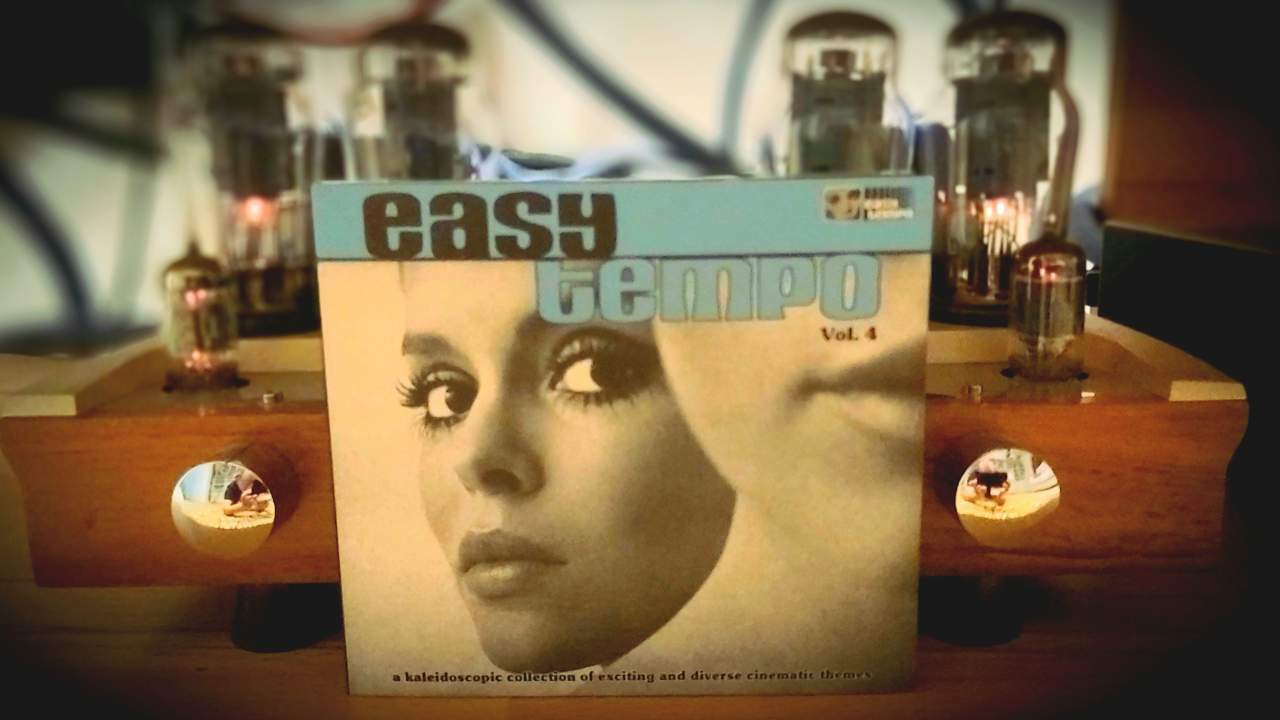 easy
tempo
Vol. 4
a kaleidoscopic collection of exciting and diverse cinematic themes